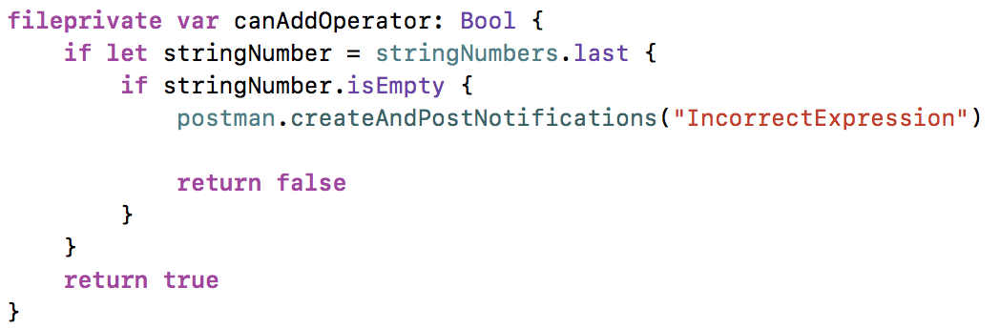 fileprivate var canAddOperator: Bool {
    if let stringNumber = stringNumbers.last {
        if stringNumber.isEmpty {
            postman.createAndPostNotifications("IncorrectExpression")

            return false
        }
    }
    return true
}